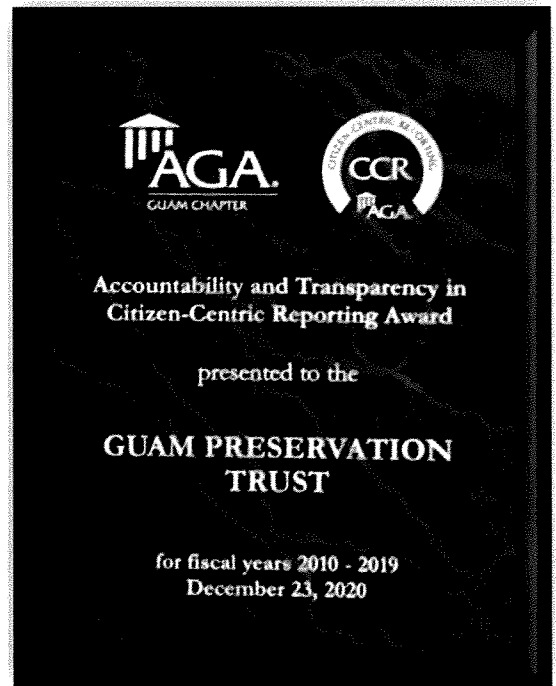 AGA.
GUAM CHAPTER
CITIZEN-CENTRIC REPORTING
CCR
AGA
Accountability and Transparency in
Citizen-Centric Reporting Award
presented to the
GUAM PRESERVATION
TRUST
for fiscal years 2010 - 2019
December 23, 2020